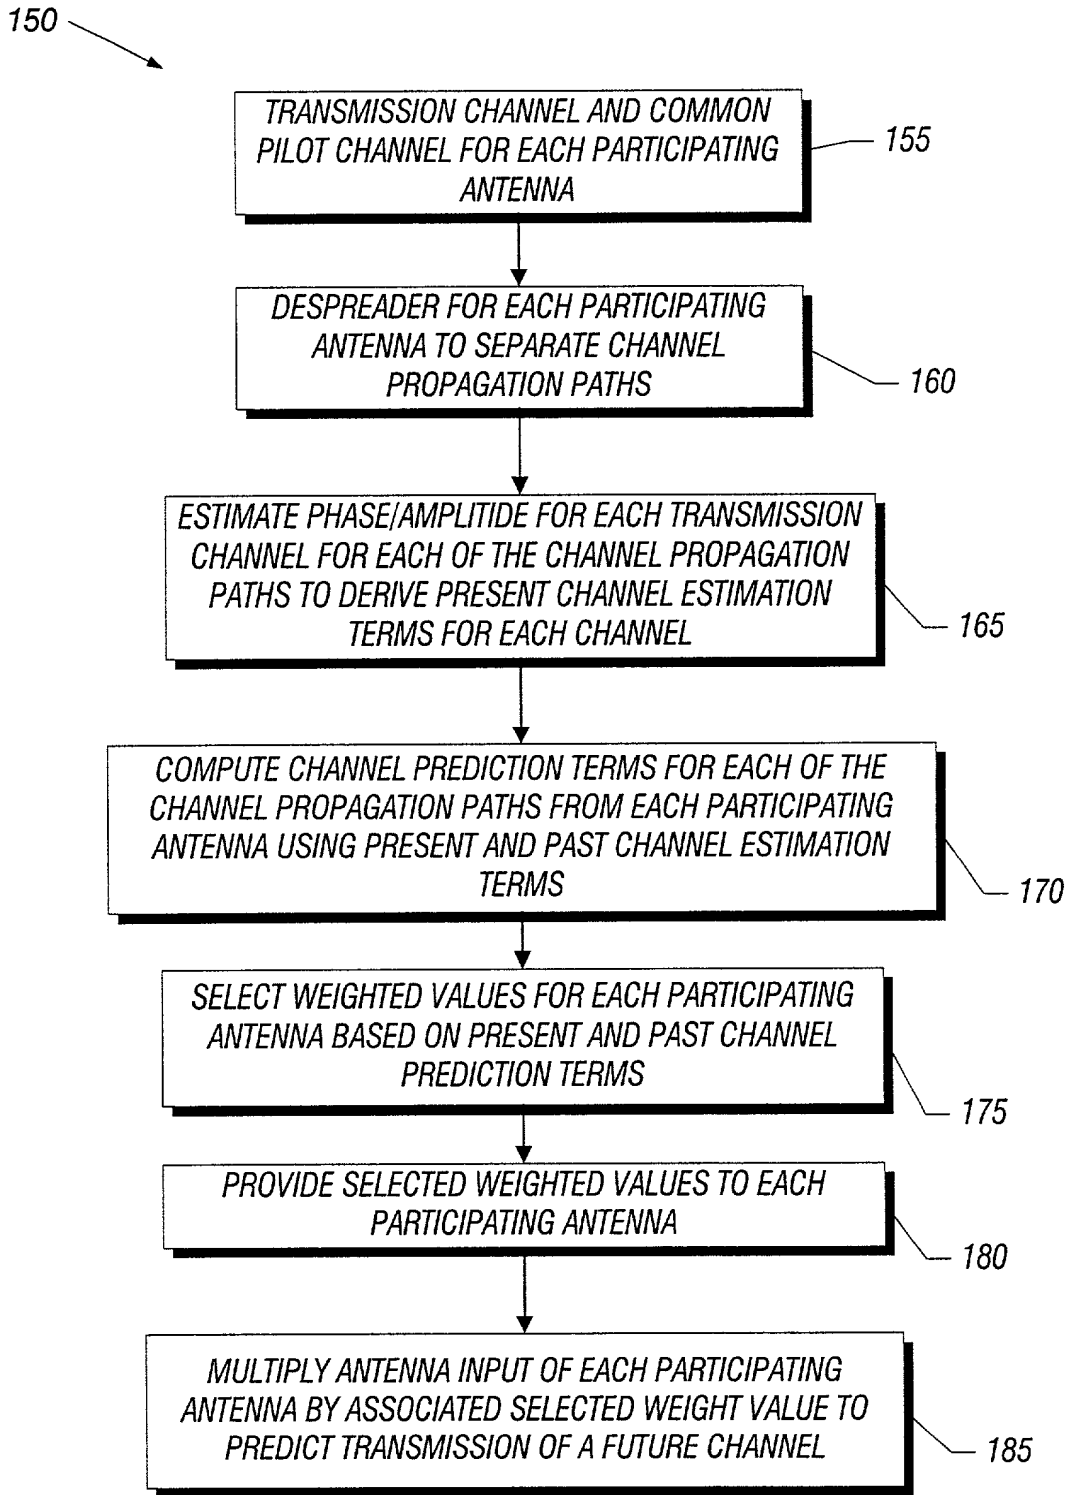 150
TRANSMISSION CHANNEL AND COMMON
PILOT CHANNEL FOR EACH PARTICIPATING
ANTENNA
155
DESPREADER FOR EACH PARTICIPATING
ANTENNA TO SEPARATE CHANNEL
PROPAGATION PATHS
160
ESTIMATE PHASE/AMPLITIDE FOR EACH TRANSMISSION
CHANNEL FOR EACH OF THE CHANNEL PROPAGATION
PATHS TO DERIVE PRESENT CHANNEL ESTIMATION
TERMS FOR EACH CHANNEL
165
COMPUTE CHANNEL PREDICTION TERMS FOR EACH OF THE
CHANNEL PROPAGATION PATHS FROM EACH PARTICIPATING
ANTENNA USING PRESENT AND PAST CHANNEL ESTIMATION
TERMS
170
SELECT WEIGHTED VALUES FOR EACH PARTICIPATING
ANTENNA BASED ON PRESENT AND PAST CHANNEL
PREDICTION TERMS
175
PROVIDE SELECTED WEIGHTED VALUES TO EACH
PARTICIPATING ANTENNA
180
MULTIPLY ANTENNA INPUT OF EACH PARTICIPATING
ANTENNA BY ASSOCIATED SELECTED WEIGHT VALUE TO
PREDICT TRANSMISSION OF A FUTURE CHANNEL
185